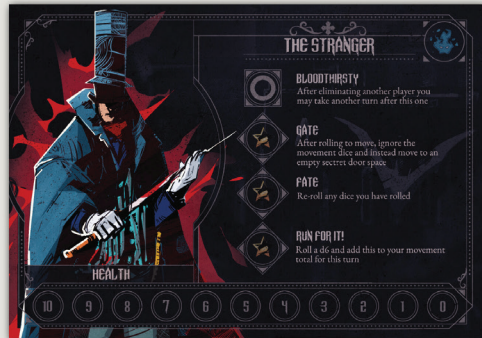 THE STRANGER
BLOODTHIRSTY
After eliminating another player you
may take another turn after this one
GATE
After rolling to move, ignore the
movement dice and instead move to an
empty secret door space
FATE
Re-roll any dice you have rolled
RUN FOR IT!
Roll a d6 and add this to your movement
total for this turn
HEALTH
10 9 8 7 6 5 4 3 2 1 0